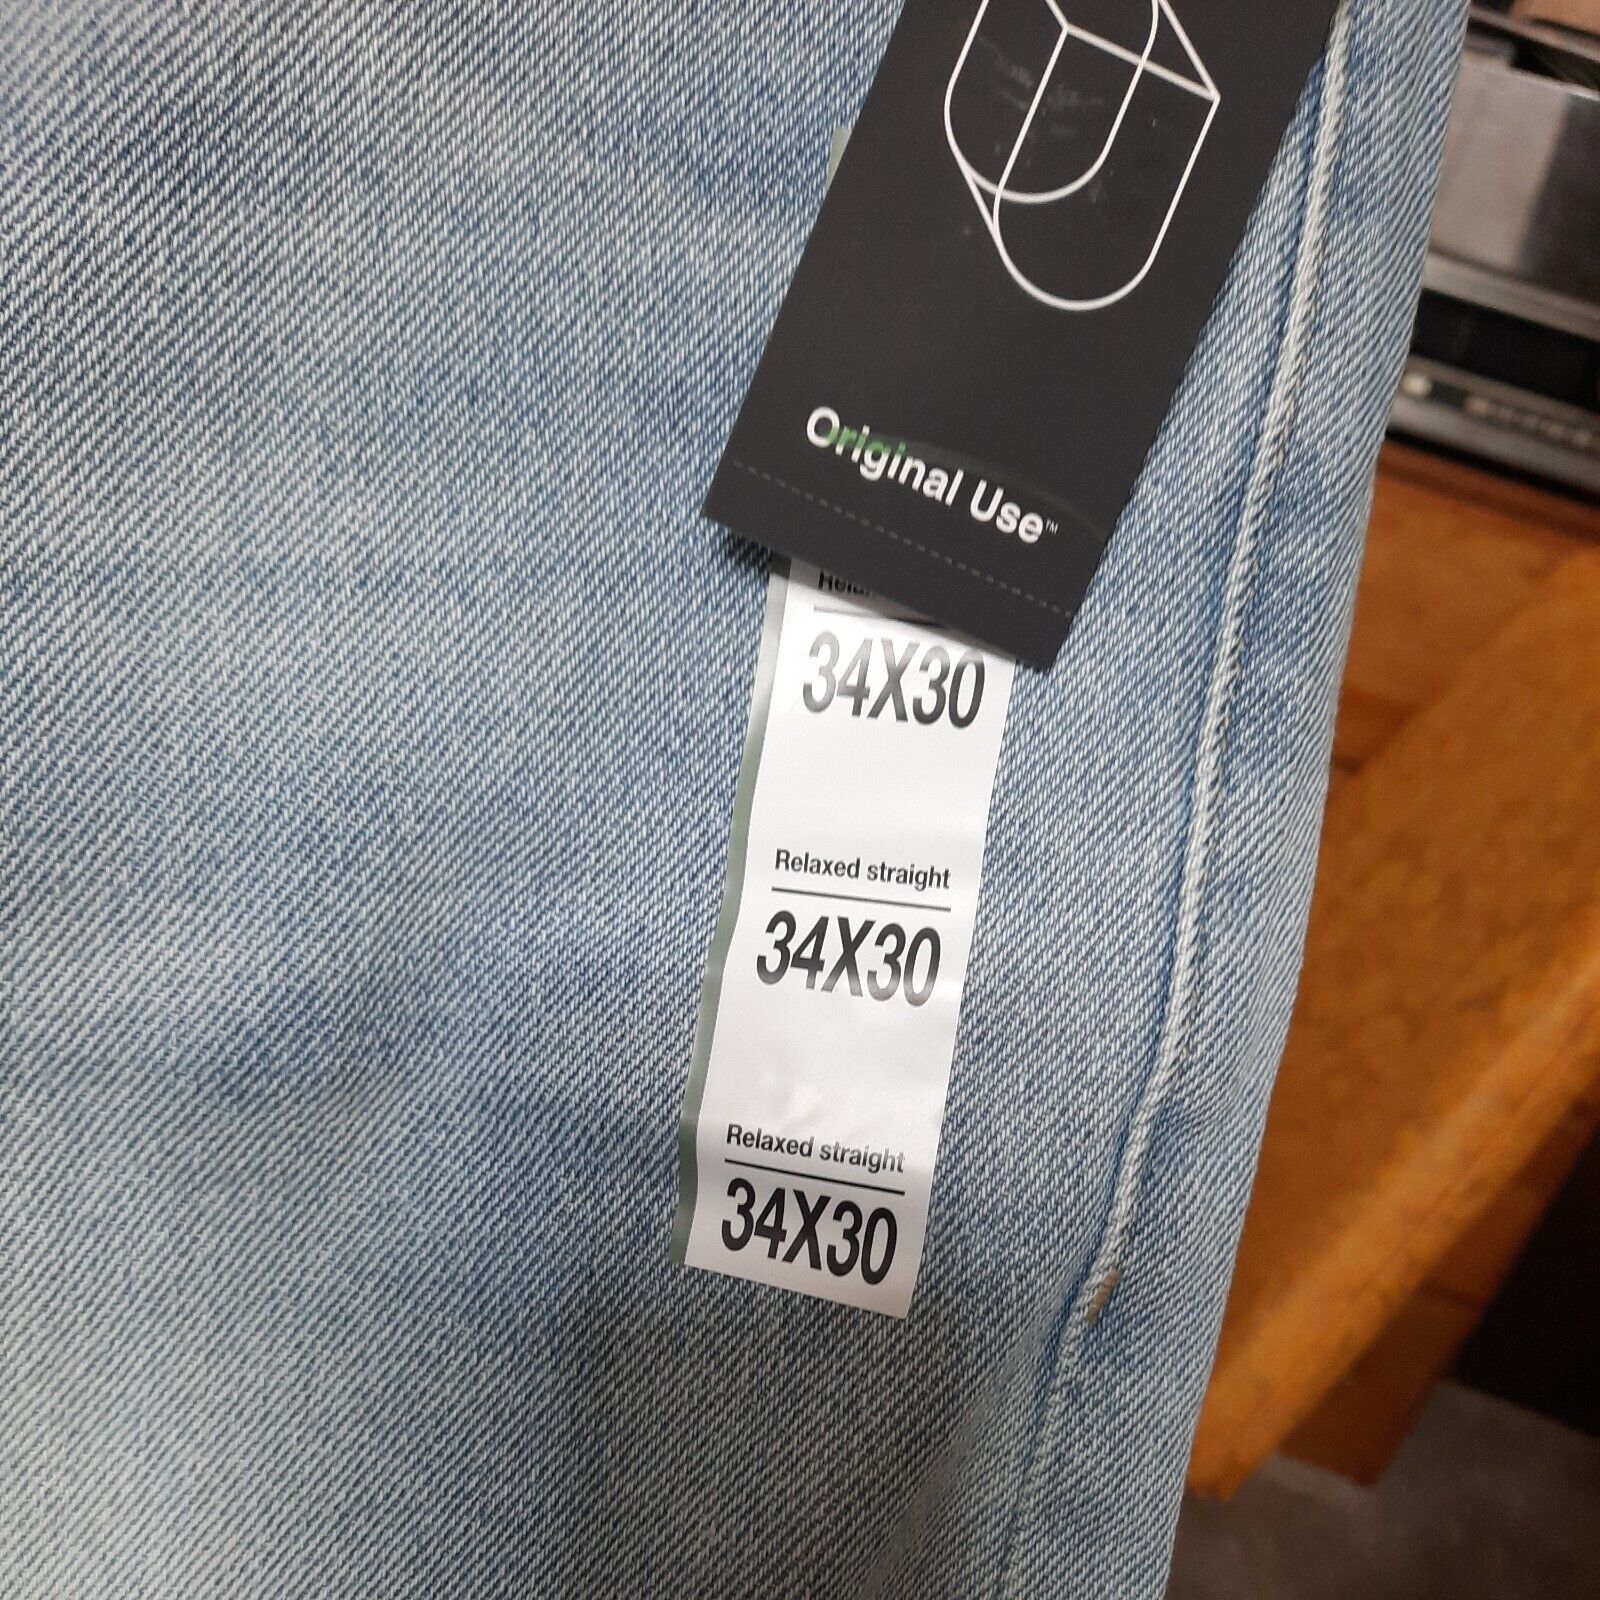 Original Use™
34X30
Relaxed straight
34X30
Relaxed straight
34X30